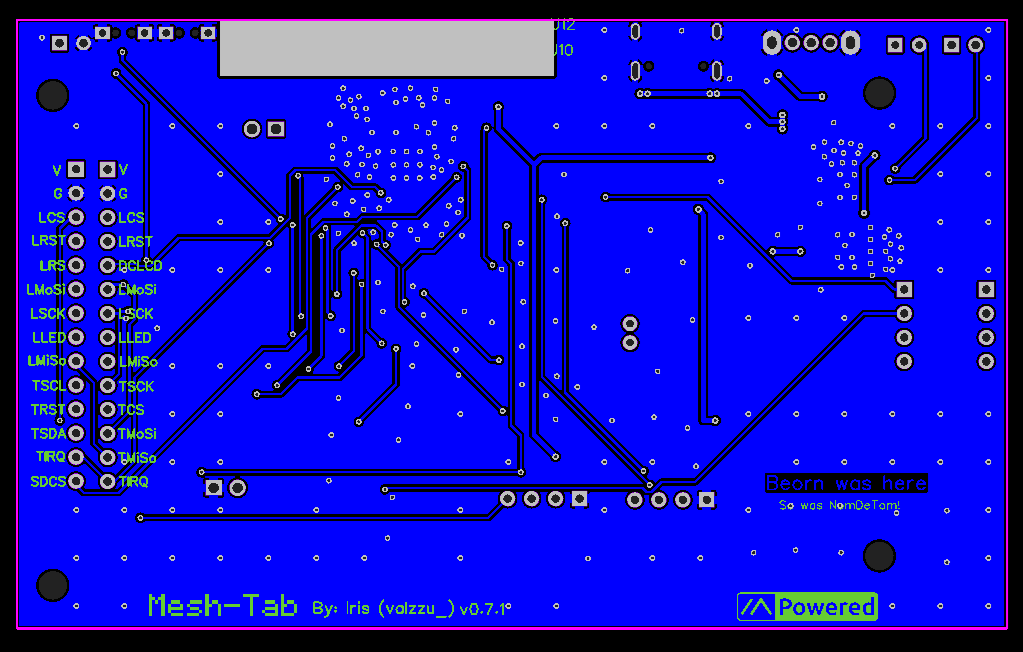 U12
U10
V V
G G
LCS LCS
LRST LRST
LRS DCLCD
LMoSi LMoSi
LSCK LSCK
LLED LLED
LMiSo LMiSo
TSCL TSCK
TRST TCS
TSDA TMoSi
TIRQ TMiSo
SDCS TIRQ
Beorn was here
So was NomDeTom!
Mesh-Tab By: Iris (valzzu_) v0.7.1
Powered